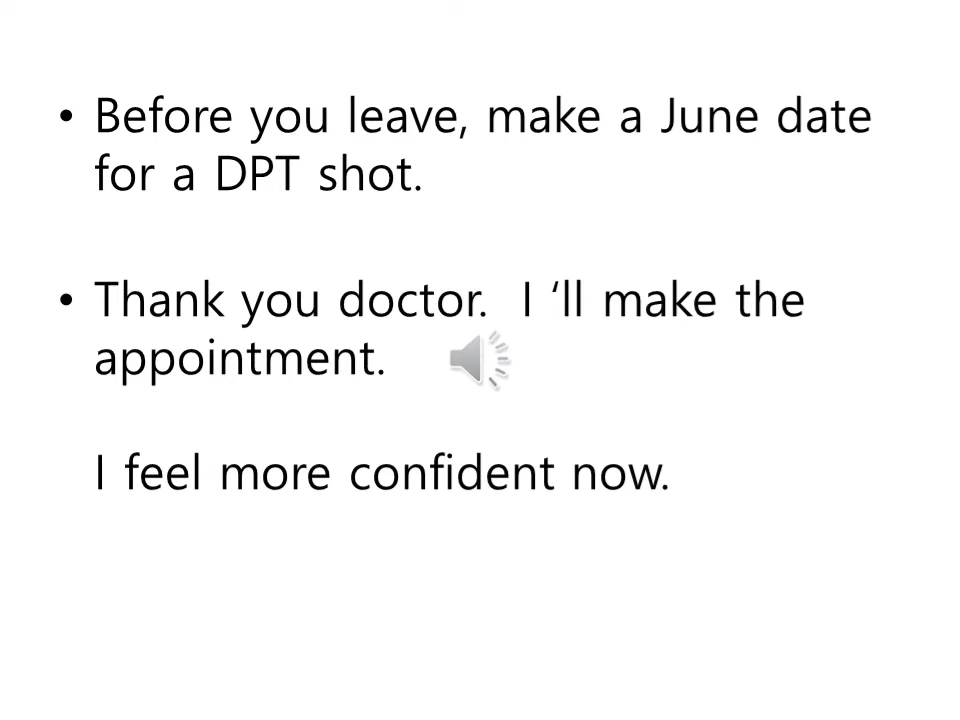 • Before you leave, make a June date
for a DPT shot.
• Thank you doctor.  I ‘ll make the
appointment.
I feel more confident now.